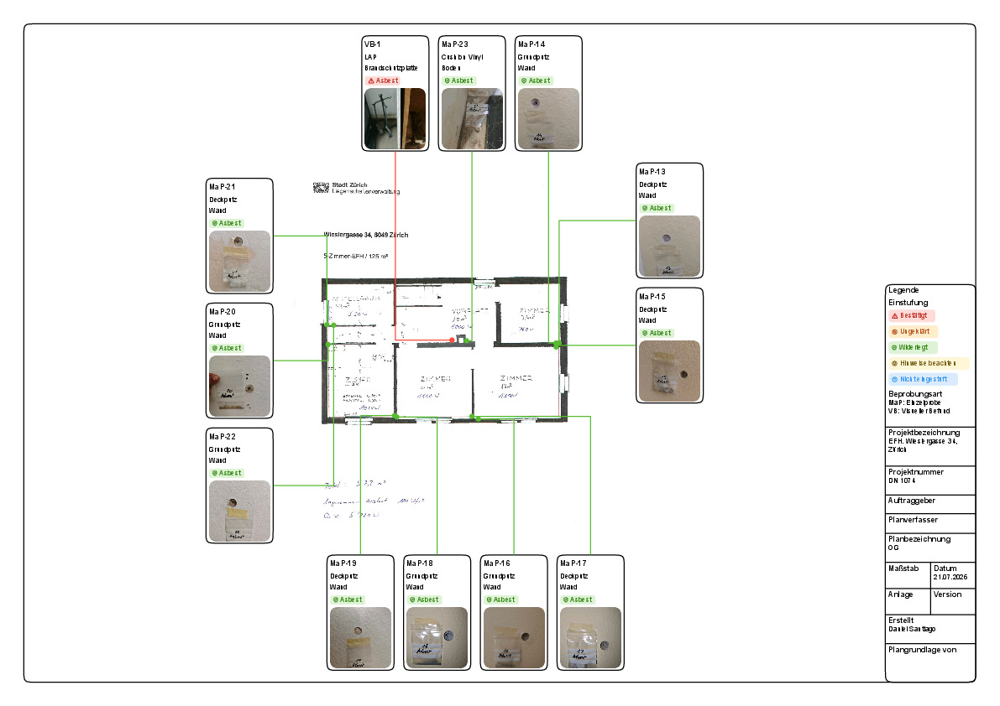 VB-1
LAP
Brandschutzplatte
Asbest
MaP-23
Cushion Vinyl
Boden
Asbest
MaP-14
Grundputz
Wand
Asbest
MaP-13
Deckputz
Wand
Asbest
MaP-21
Deckputz
Wand
Asbest
Stadt Zürich
Liegenschaftenverwaltung
Wieslergasse 34, 8049 Zürich
5-Zimmer-EFH / 125 m²
MaP-15
Deckputz
Wand
Asbest
MaP-20
Grundputz
Wand
Asbest
ZIMMER
ZIMMER
ZIMMER
ZIMMER
MaP-22
Grundputz
Wand
Asbest
MaP-19
Deckputz
Wand
Asbest
MaP-18
Grundputz
Wand
Asbest
MaP-16
Grundputz
Wand
Asbest
MaP-17
Deckputz
Wand
Asbest
Legende
Einstufung
Bestätigt
Ungeklärt
Widerlegt
Hinweise beachten
Nicht eingestuft
Beprobungsart
MaP: Einzelprobe
VB: Visueller Befund
Projektbezeichnung
EFH. Wieslergasse 34,
Zürich
Projektnummer
DN 1074
Auftraggeber
Planverfasser
Planbezeichnung
OG
Maßstab
Datum
21.07.2026
Anlage
Version
Erstellt
Daniel Santiago
Plangrundlage von